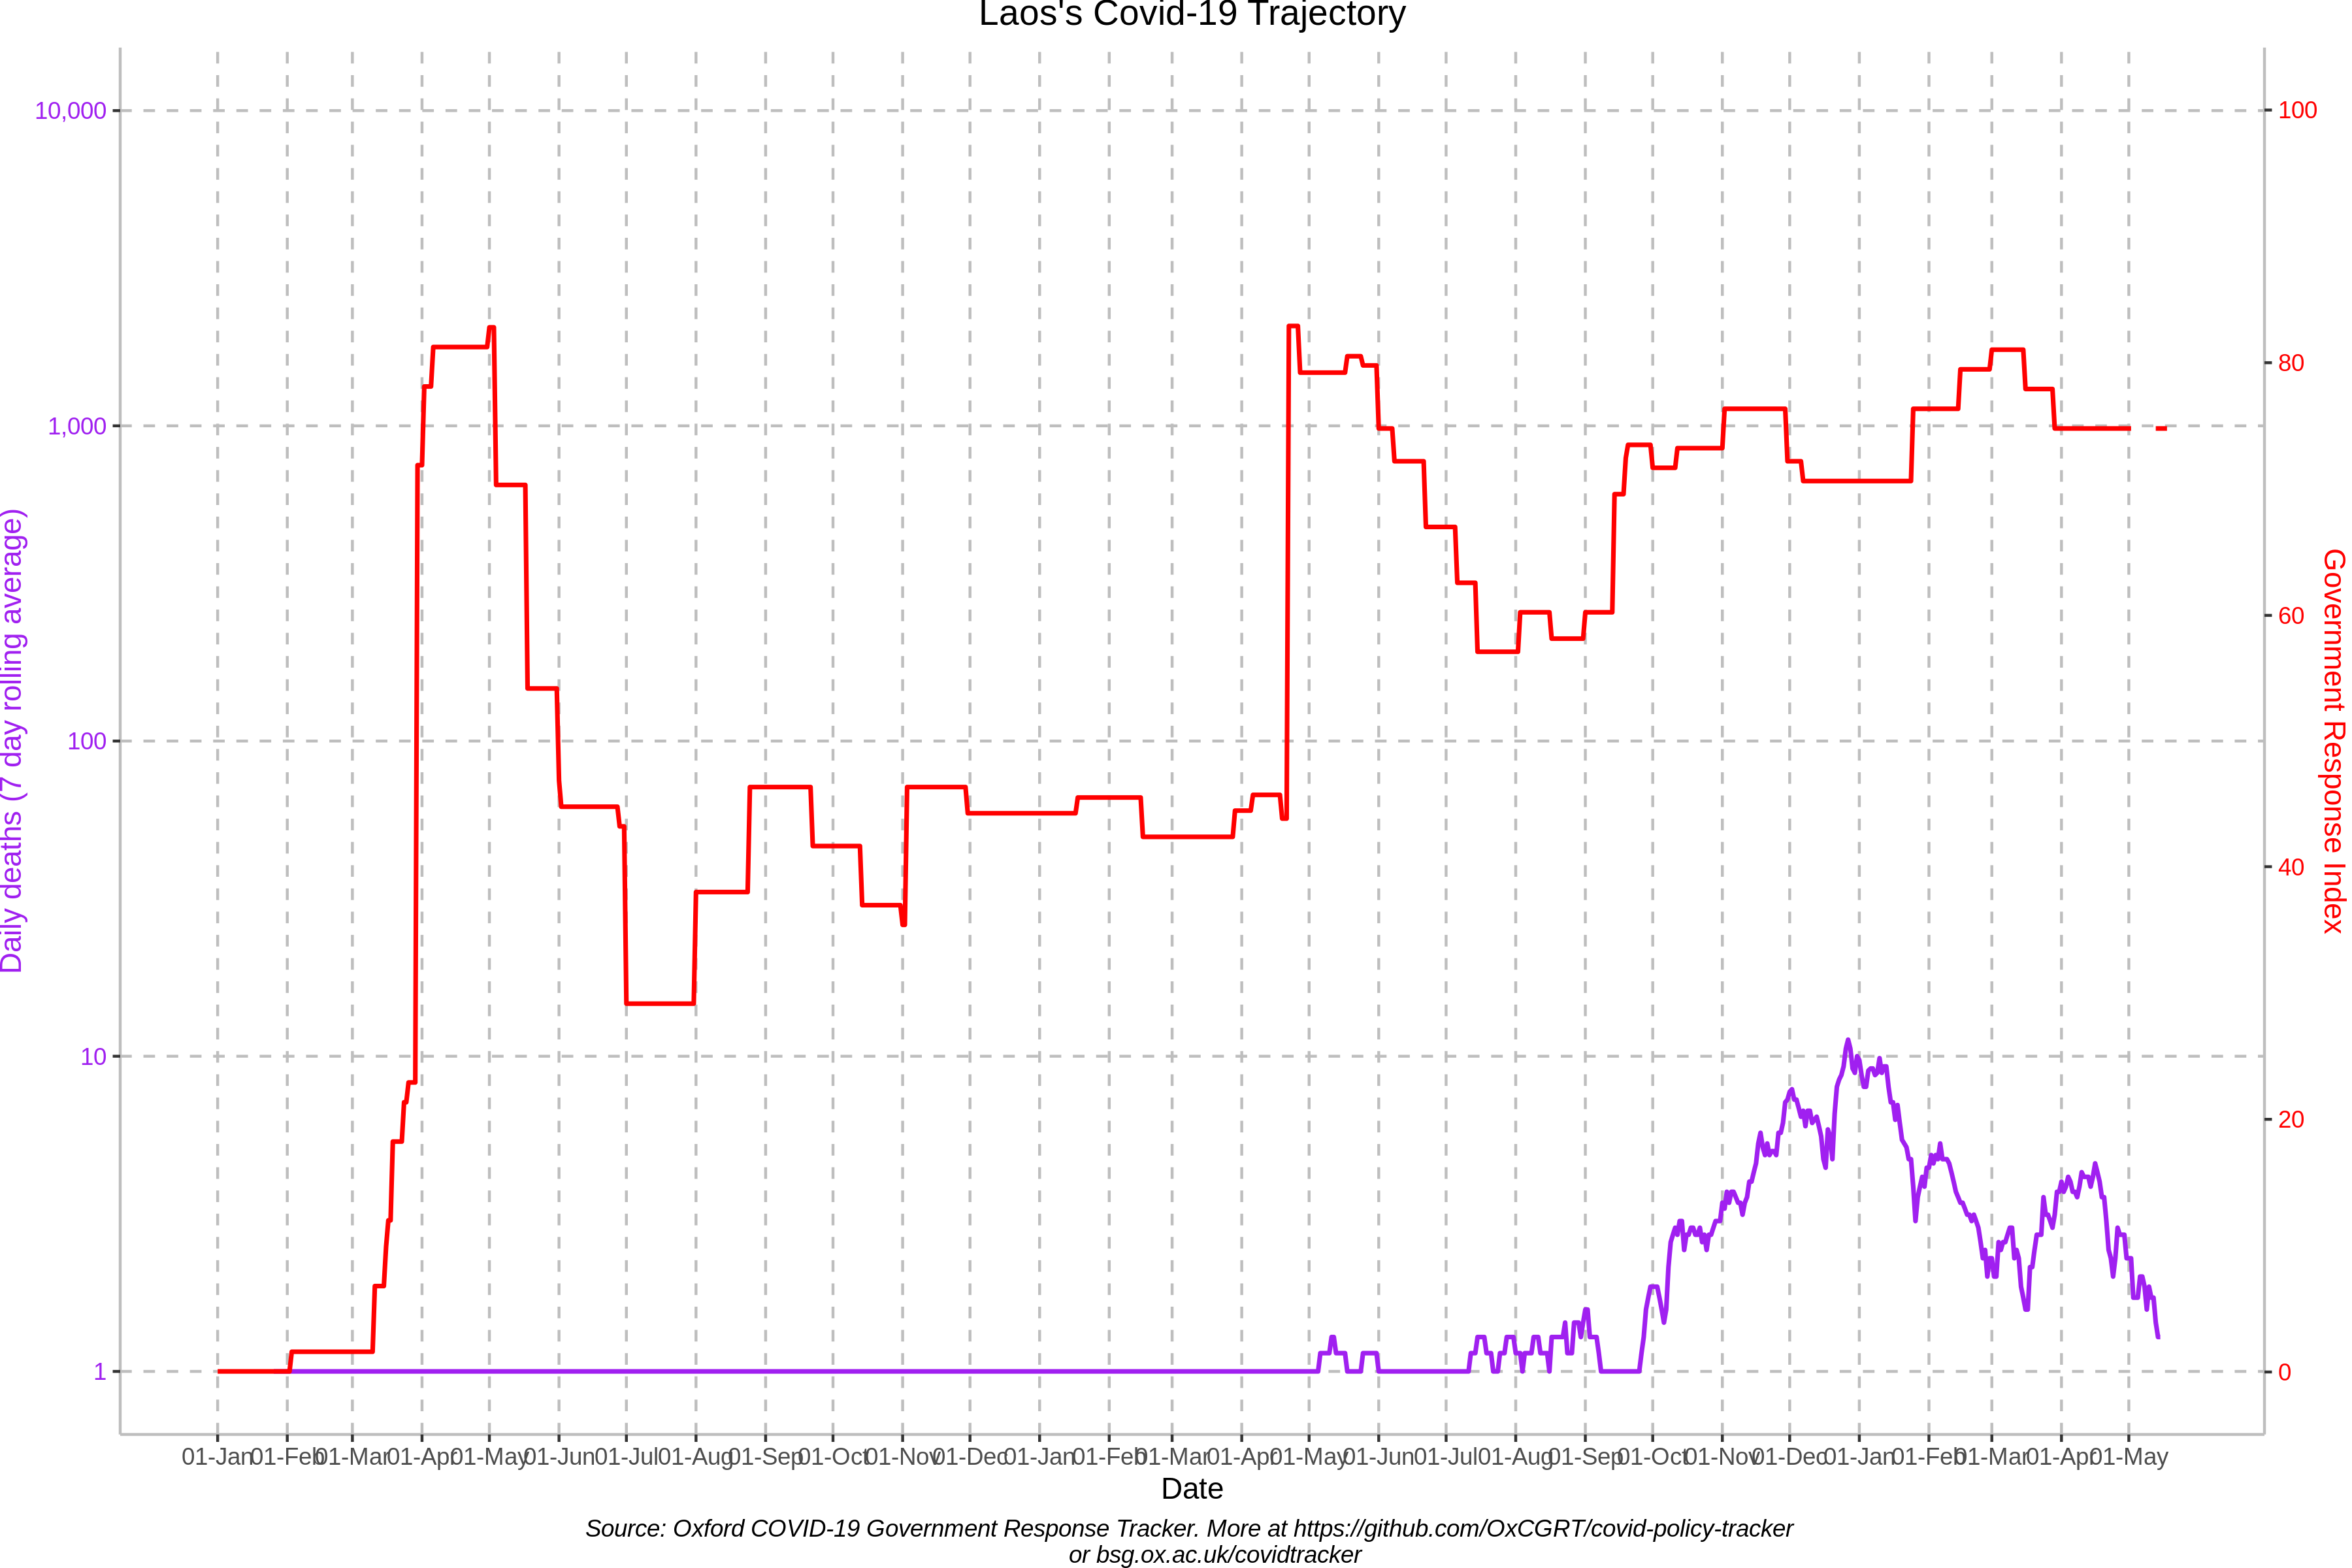 Laos's Covid-19 Trajectory
10,000
1,000
100
10
1
Daily deaths (7 day rolling average)
100
80
60
40
20
0
Government Response Index
01-Jan 01-Feb 01-Mar 01-Apr 01-May 01-Jun 01-Jul 01-Aug 01-Sep 01-Oct 01-Nov 01-Dec 01-Jan 01-Feb 01-Mar 01-Apr 01-May 01-Jun 01-Jul 01-Aug 01-Sep 01-Oct 01-Nov 01-Dec 01-Jan 01-Feb 01-Mar 01-Apr 01-May
Date
Source: Oxford COVID-19 Government Response Tracker. More at https://github.com/OxCGRT/covid-policy-tracker
or bsg.ox.ac.uk/covidtracker